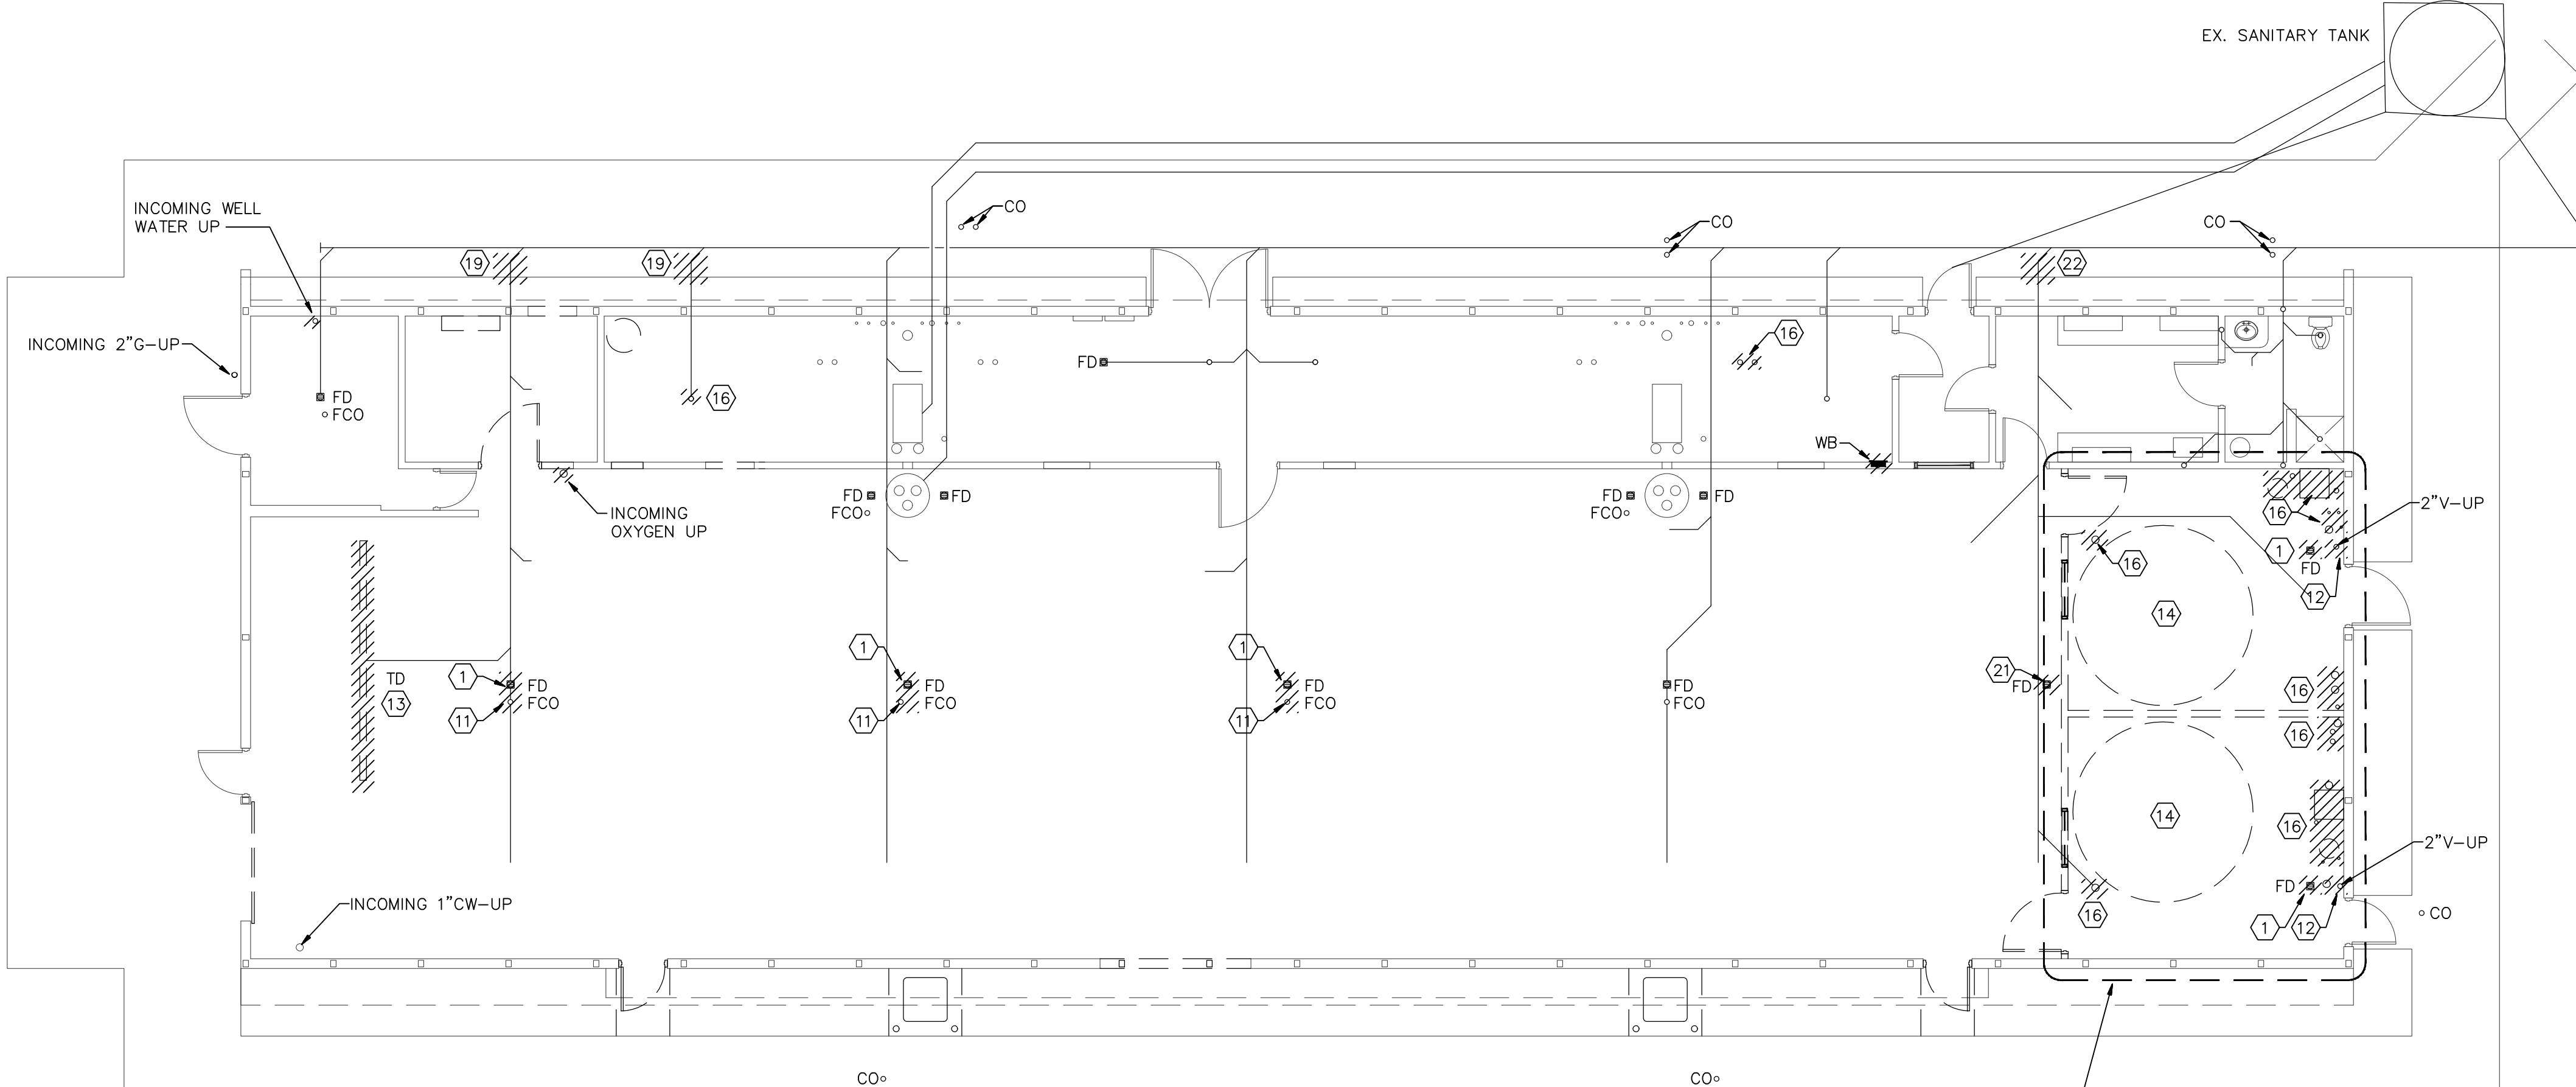 EX. SANITARY TANK
INCOMING WELL
WATER UP
CO
CO
CO
19
19
22
INCOMING 2"G-UP
16
FD
FD
FCO
16
WB
INCOMING
OXYGEN UP
FD
FD
FCO
FD
FD
FCO
16
2"V-UP
1
FD
16
12
14
TD
13
1
FD
11
FCO
1
FD
11
FCO
1
FD
11
FCO
FD
FCO
21
FD
16
16
14
16
2"V-UP
FD
16
1
12
INCOMING 1"CW-UP
CO
CO
CO